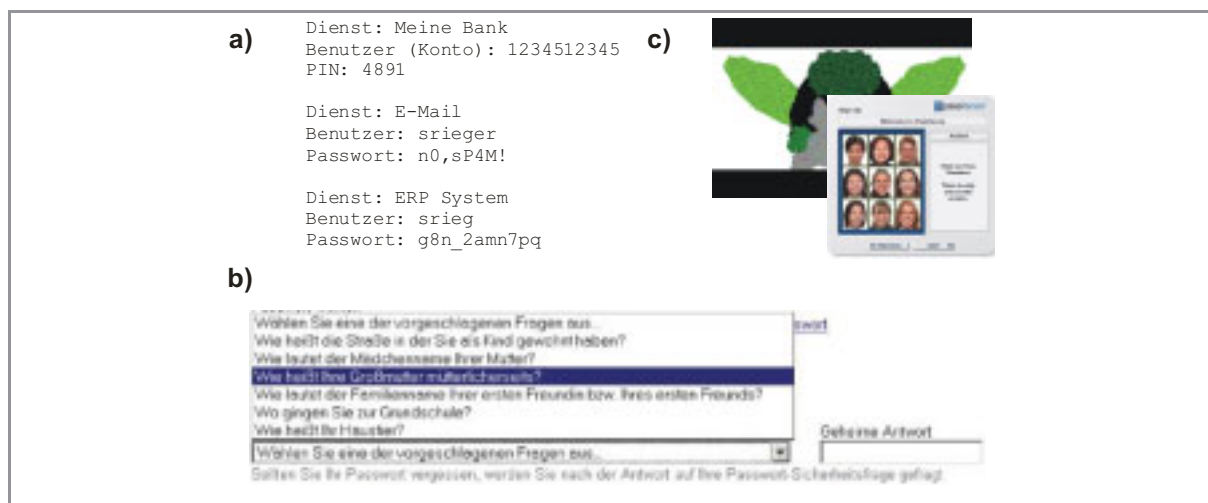 a)
Dienst: Meine Bank
Benutzer (Konto): 1234512345
PIN: 4891
Dienst: E-Mail
Benutzer: srieger
Passwort: n0,sP4M!
Dienst: ERP System
Benutzer: srieg
Passwort: g8n_2amn7pq
c)
b)
Wählen Sie eine der vorgeschlagenen Fragen aus...
Wie heißt die Straße in der Sie als Kind gewohnt haben?
Wie lautet der Mädchenname Ihrer Mutter?
Wie heißt Ihre Großmutter mütterlicherseits?
Wie lautet der Familienname Ihrer ersten Freundin bzw. Ihres ersten Freunds?
Wo gingen Sie zur Grundschule?
Wie heißt Ihr Haustier?
swort
Geheime Antwort
Wählen Sie eine der vorgeschlagenen Fragen aus...
Sollten Sie Ihr Passwort vergessen, werden Sie nach der Antwort auf Ihre Passwort-Sicherheitsfrage gefragt.